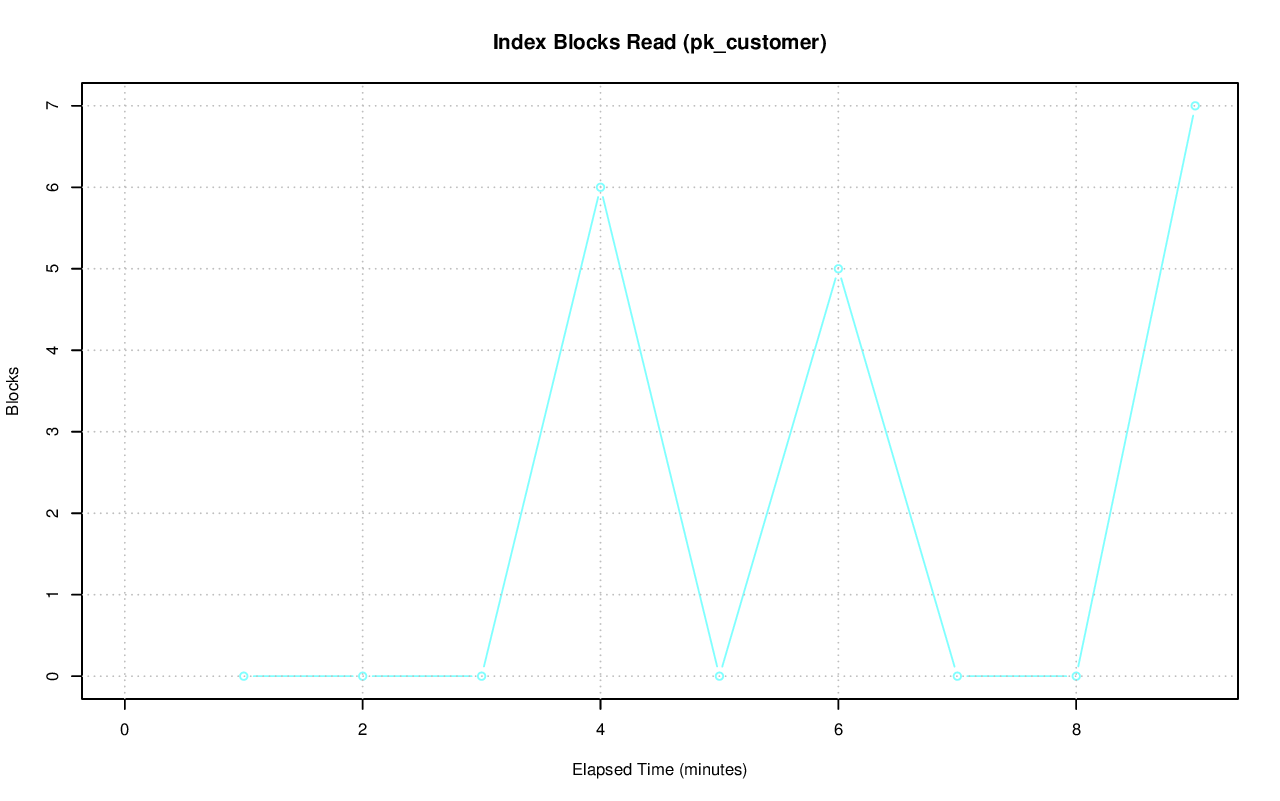 Index Blocks Read (pk_customer)
7
6
5
4
3
2
1
0
Blocks
0 2 4 6 8
Elapsed Time (minutes)